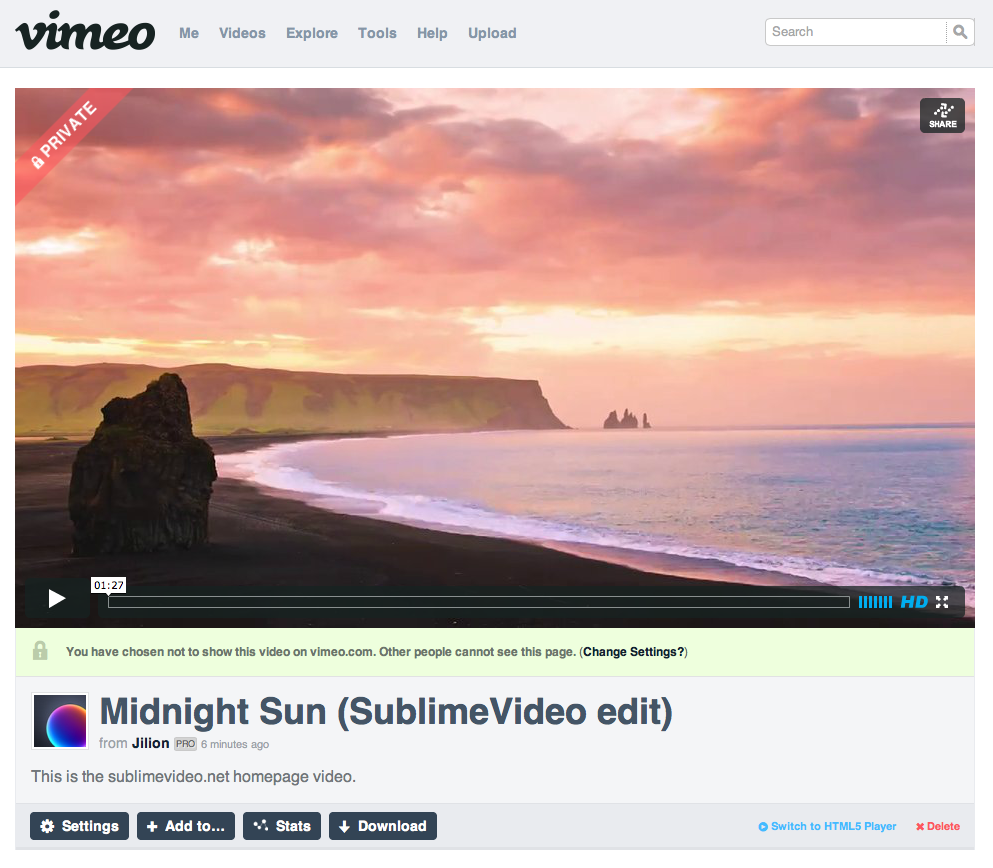 vimeo Me Videos Explore Tools Help Upload Search
PRIVATE
SHARE
01:27
HD
You have chosen not to show this video on vimeo.com. Other people cannot see this page. (Change Settings?)
Midnight Sun (SublimeVideo edit)
from Jilion PRO 6 minutes ago
This is the sublimevideo.net homepage video.
Settings Add to... Stats Download Switch to HTML5 Player Delete